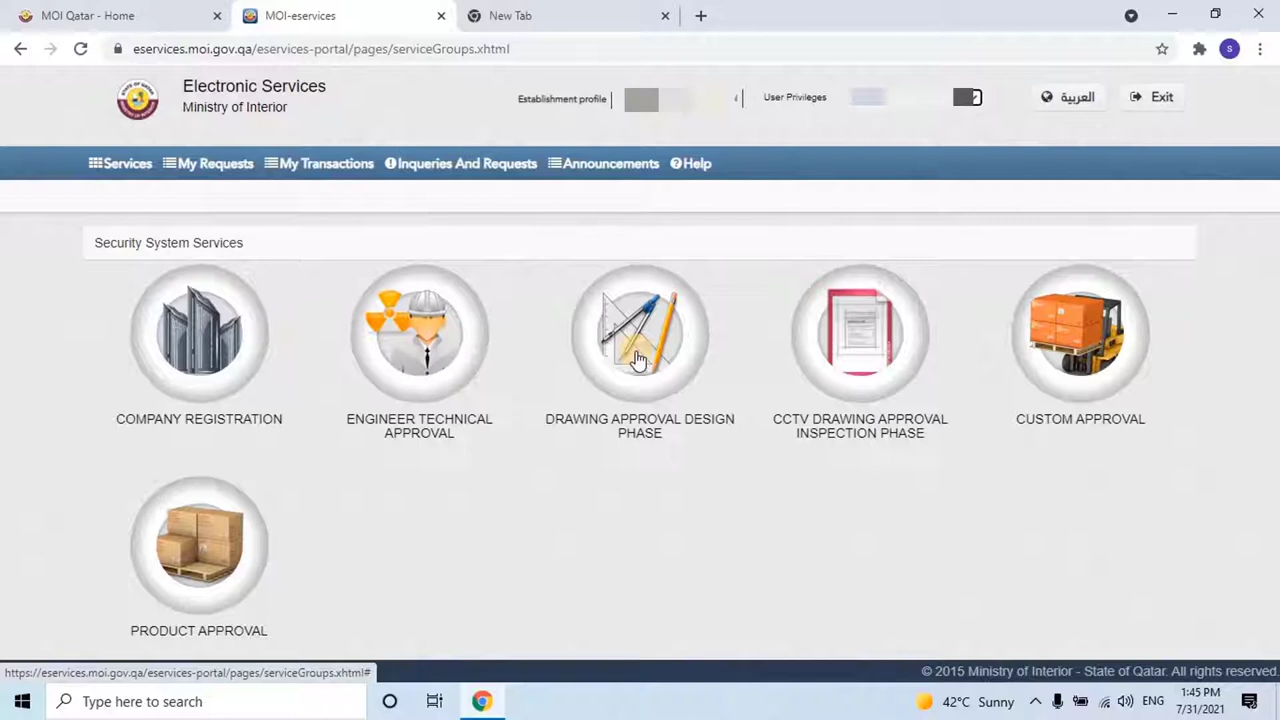 MOI Qatar - Home
MOI-eservices
New Tab
eservices.moi.gov.qa/eservices-portal/pages/serviceGroups.xhtml
S
Electronic Services
Ministry of Interior
Establishment profile
User Privileges
العربية
Exit
Services
My Requests
My Transactions
Inqueries And Requests
Announcements
Help
Security System Services
COMPANY REGISTRATION
ENGINEER TECHNICAL
APPROVAL
DRAWING APPROVAL DESIGN
PHASE
CCTV DRAWING APPROVAL
INSPECTION PHASE
CUSTOM APPROVAL
PRODUCT APPROVAL
https://eservices.moi.gov.qa/eservices-portal/pages/serviceGroups.xhtml#
© 2015 Ministry of Interior - State of Qatar. All rights reserved.
Type here to search
42°C Sunny
ENG
1:45 PM
7/31/2021